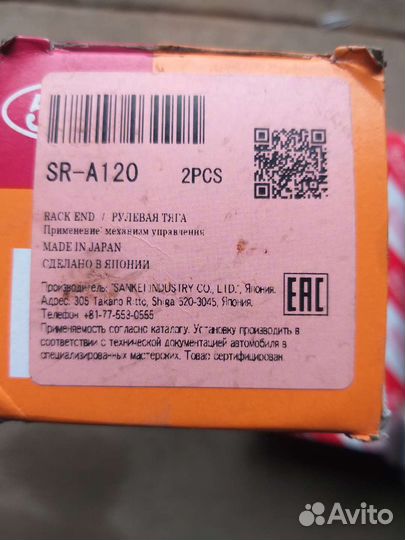 SR-A120 2PCS
RACK END / РУЛЕВАЯ ТЯГА
Применение: механизм управления
MADE IN JAPAN
СДЕЛАНО В ЯПОНИИ
Производитель: "SANKEI INDUSTRY CO., LTD.", Япония.
Адрес: 305 Takano Ritto, Shiga 520-3045, Япония.
Телефон: +81-77-553-0555
Применяемость согласно каталогу. Установку производить в
соответствии с технической документацией автомобиля в
специализированных мастерских. Товар сертифицирован
EAC
Avito